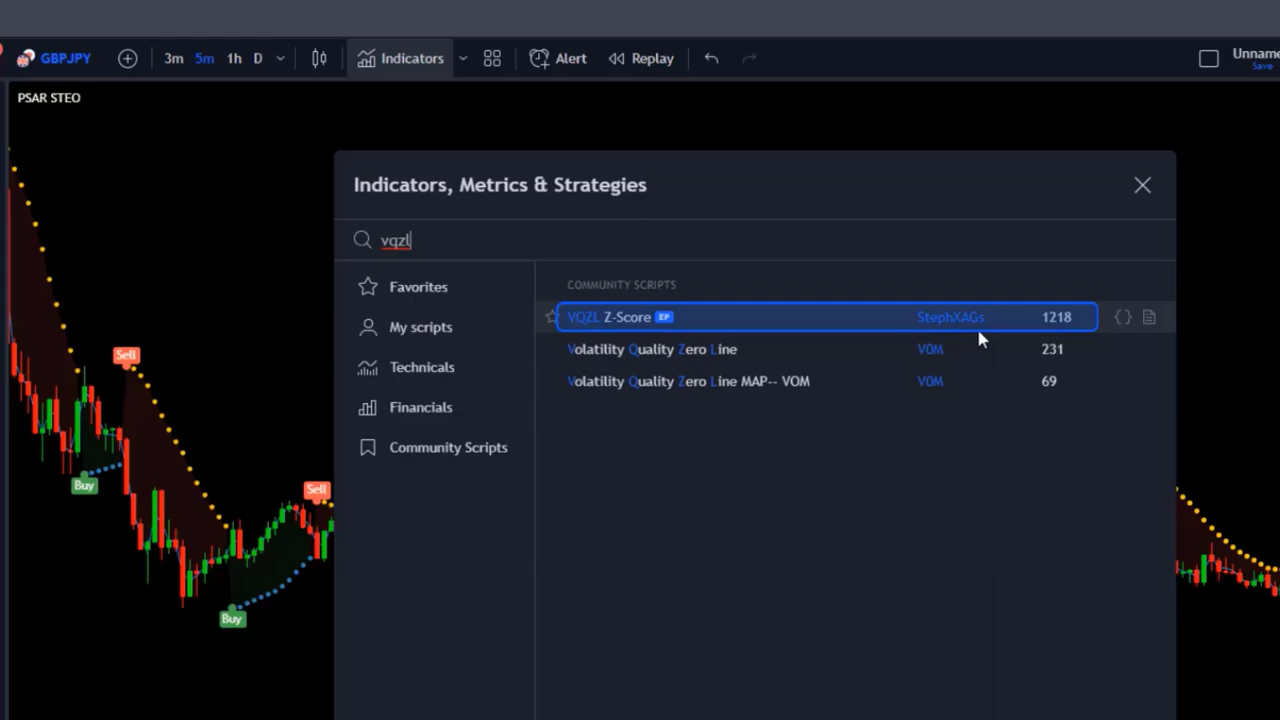 GBPJPY 3m 5m 1h D Indicators Alert Replay Unname
Save
PSAR STEO
Indicators, Metrics & Strategies
vqzl
Favorites
My scripts
Technicals
Financials
Community Scripts
COMMUNITY SCRIPTS
VQZL Z-Score EP StephXAGs 1218
Volatility Quality Zero Line VOM 231
Volatility Quality Zero Line MAP-- VOM VOM 69
Sell
Buy
Sell
Buy